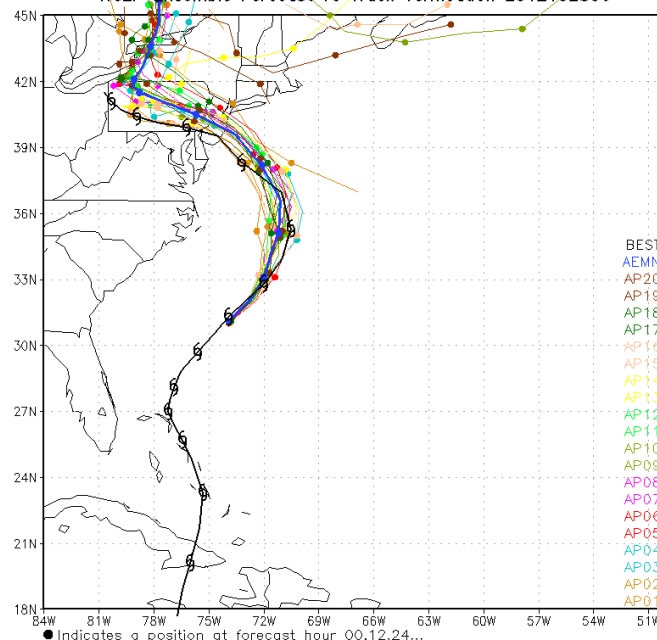 45N
42N
39N
36N
33N
30N
27N
24N
21N
18N
84W 81W 78W 75W 72W 69W 66W 63W 60W 57W 54W 51W
BEST
AEMN
AP20
AP19
AP18
AP17
AP16
AP15
AP14
AP13
AP12
AP11
AP10
AP09
AP08
AP07
AP06
AP05
AP04
AP03
AP02
AP01
Indicates a position at forecast hour 00,12,24...